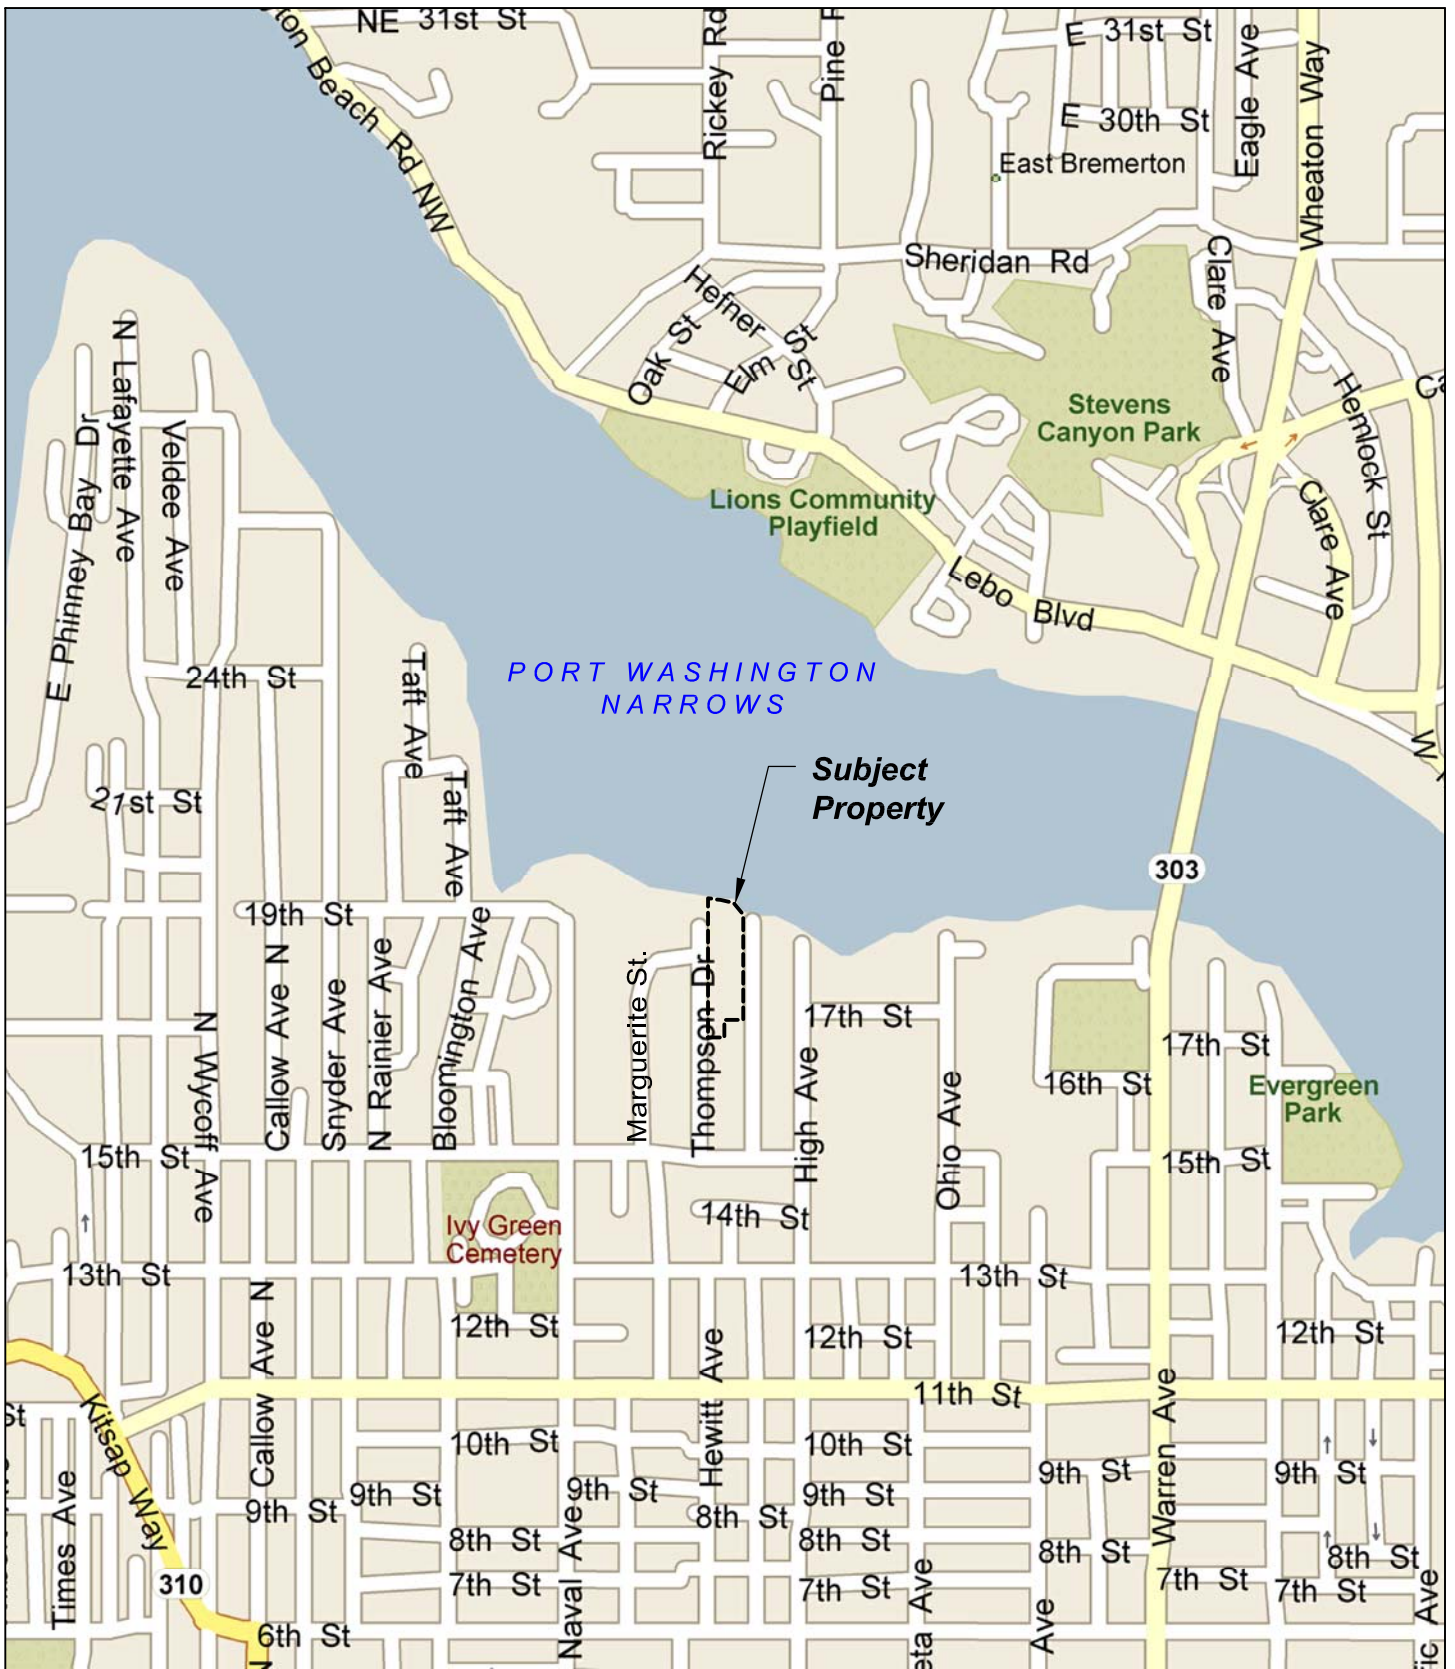 NE 31st St
ton Beach Rd NW
Rickey Rd
Pine
E 31st St
Eagle Ave
Wheaton Way
E 30th St
East Bremerton
Sheridan Rd
Clare Ave
Hefner St
Oak St
Elm St
N Lafayette Ave
Veldee Ave
E Phinney Bay Dr
Stevens
Canyon Park
Hemlock St
Clare Ave
Lions Community
Playfield
Lebo Blvd
24th St
Taft Ave
PORT WASHINGTON
NARROWS
W
Subject
Property
21st St
Taft Ave
303
19th St
Callow Ave N
Snyder Ave
N Rainier Ave
Bloomington Ave
N Wycoff Ave
Marguerite St.
Thompson Dr
High Ave
17th St
Ohio Ave
16th St
17th St
Evergreen
Park
15th St
15th St
14th St
Ivy Green
Cemetery
13th St
13th St
12th St
12th St
12th St
Callow Ave N
Hewitt Ave
11th St
Warren Ave
St
Kitsap Way
10th St
10th St
9th St
9th St
9th St
9th St
9th St
9th St
Times Ave
Naval Ave
8th St
8th St
8th St
8th St
8th St
310
7th St
7th St
7th St
7th St
6th St
N
eta Ave
Ave
fic Ave